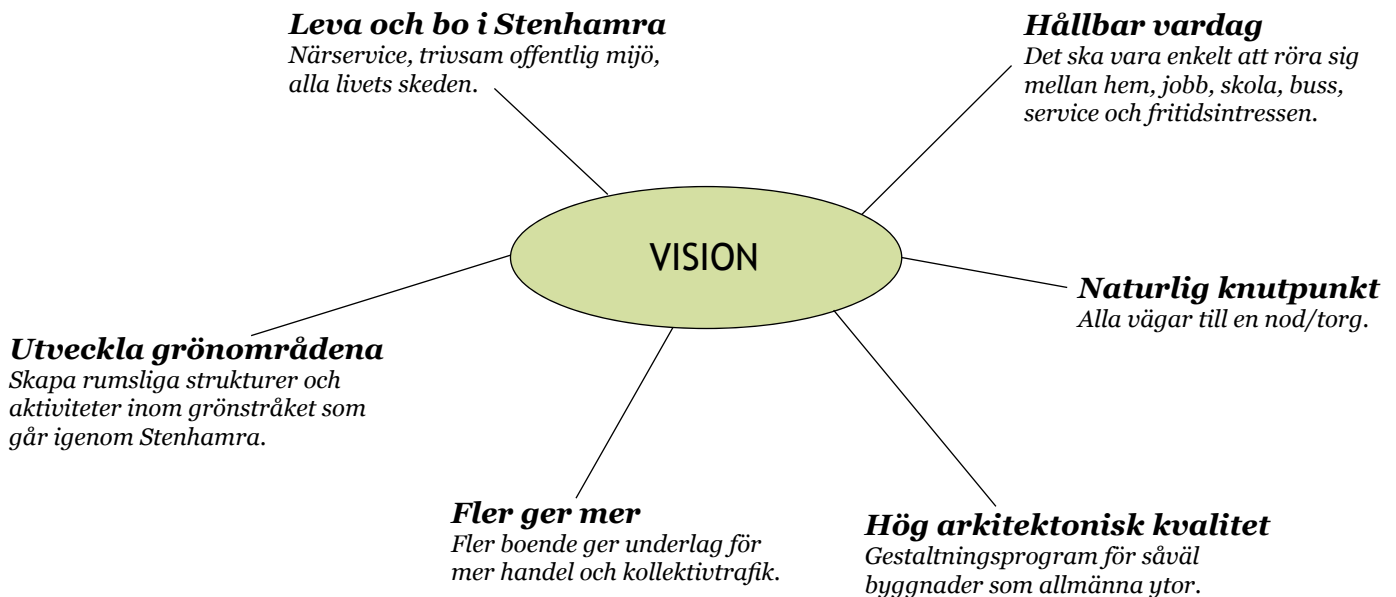 Leva och bo i Stenhamra
Närservice, trivsam offentlig mijö,
alla livets skeden.
Hållbar vardag
Det ska vara enkelt att röra sig
mellan hem, jobb, skola, buss,
service och fritidsintressen.
VISION
Naturlig knutpunkt
Alla vägar till en nod/torg.
Utveckla grönområdena
Skapa rumsliga strukturer och
aktiviteter inom grönstråket som
går igenom Stenhamra.
Fler ger mer
Fler boende ger underlag för
mer handel och kollektivtrafik.
Hög arkitektonisk kvalitet
Gestaltningsprogram för såväl
byggnader som allmänna ytor.